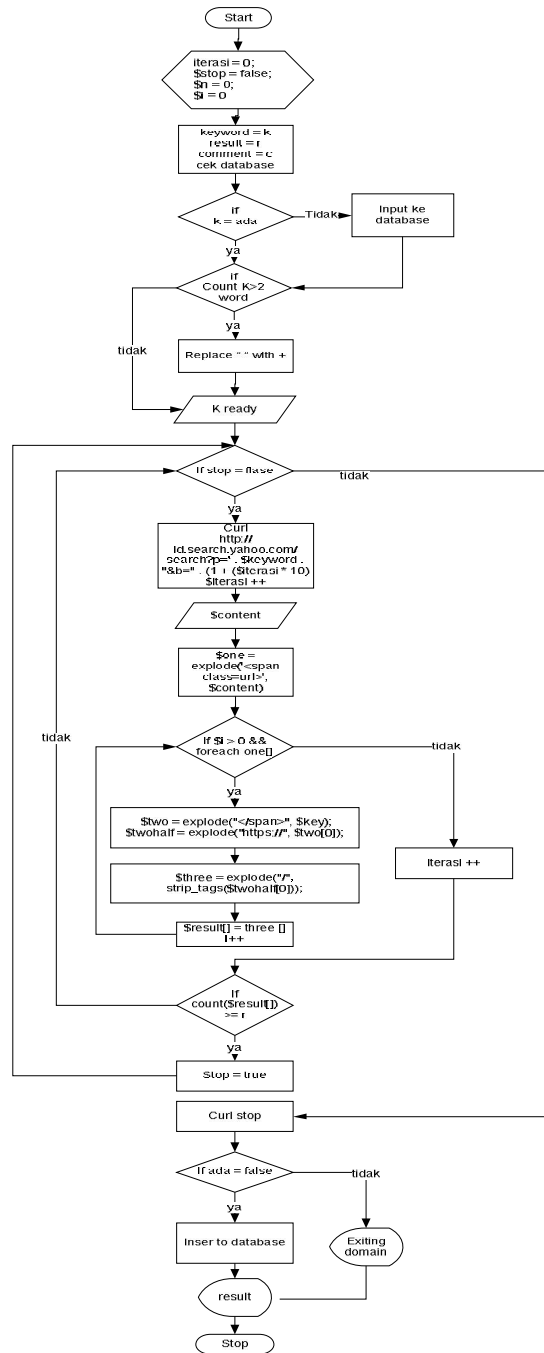 Start
iterasi = 0;
$stop = false;
$n = 0;
$i = 0
keyword = k
result = r
comment = c
cek database
if
k = ada
Tidak
Input ke
database
ya
if
Count K>2
word
ya
tidak
Replace “ “ with +
K ready
If stop = flase
tidak
ya
Curl
http://
id.search.yahoo.com/
search?p=' . $keyword .
"&b=" . (1 + ($iterasi * 10)
$iterasi ++
$content
$one =
explode('<span
class=url>',
$content)
tidak
If $i > 0 &&
foreach one[]
tidak
ya
$two = explode("</span>", $key);
$twohalf = explode("https://", $two[0]);
Iterasi ++
$three = explode("/",
strip_tags($twohalf[0]));
$result[] = three []
I++
If
count($result[])
>= r
ya
Stop = true
Curl stop
If ada = false
tidak
ya
Inser to database
Exiting
domain
result
Stop